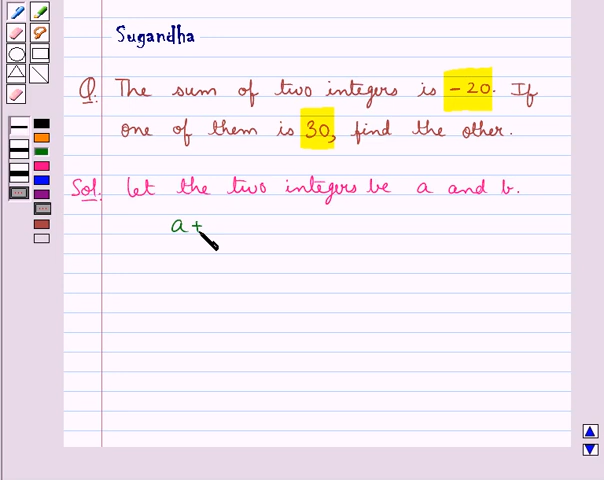 Sugandha
Q. The sum of two integers is -20. If
one of them is 30, find the other.
Sol. Let the two integers be a and b.
a +